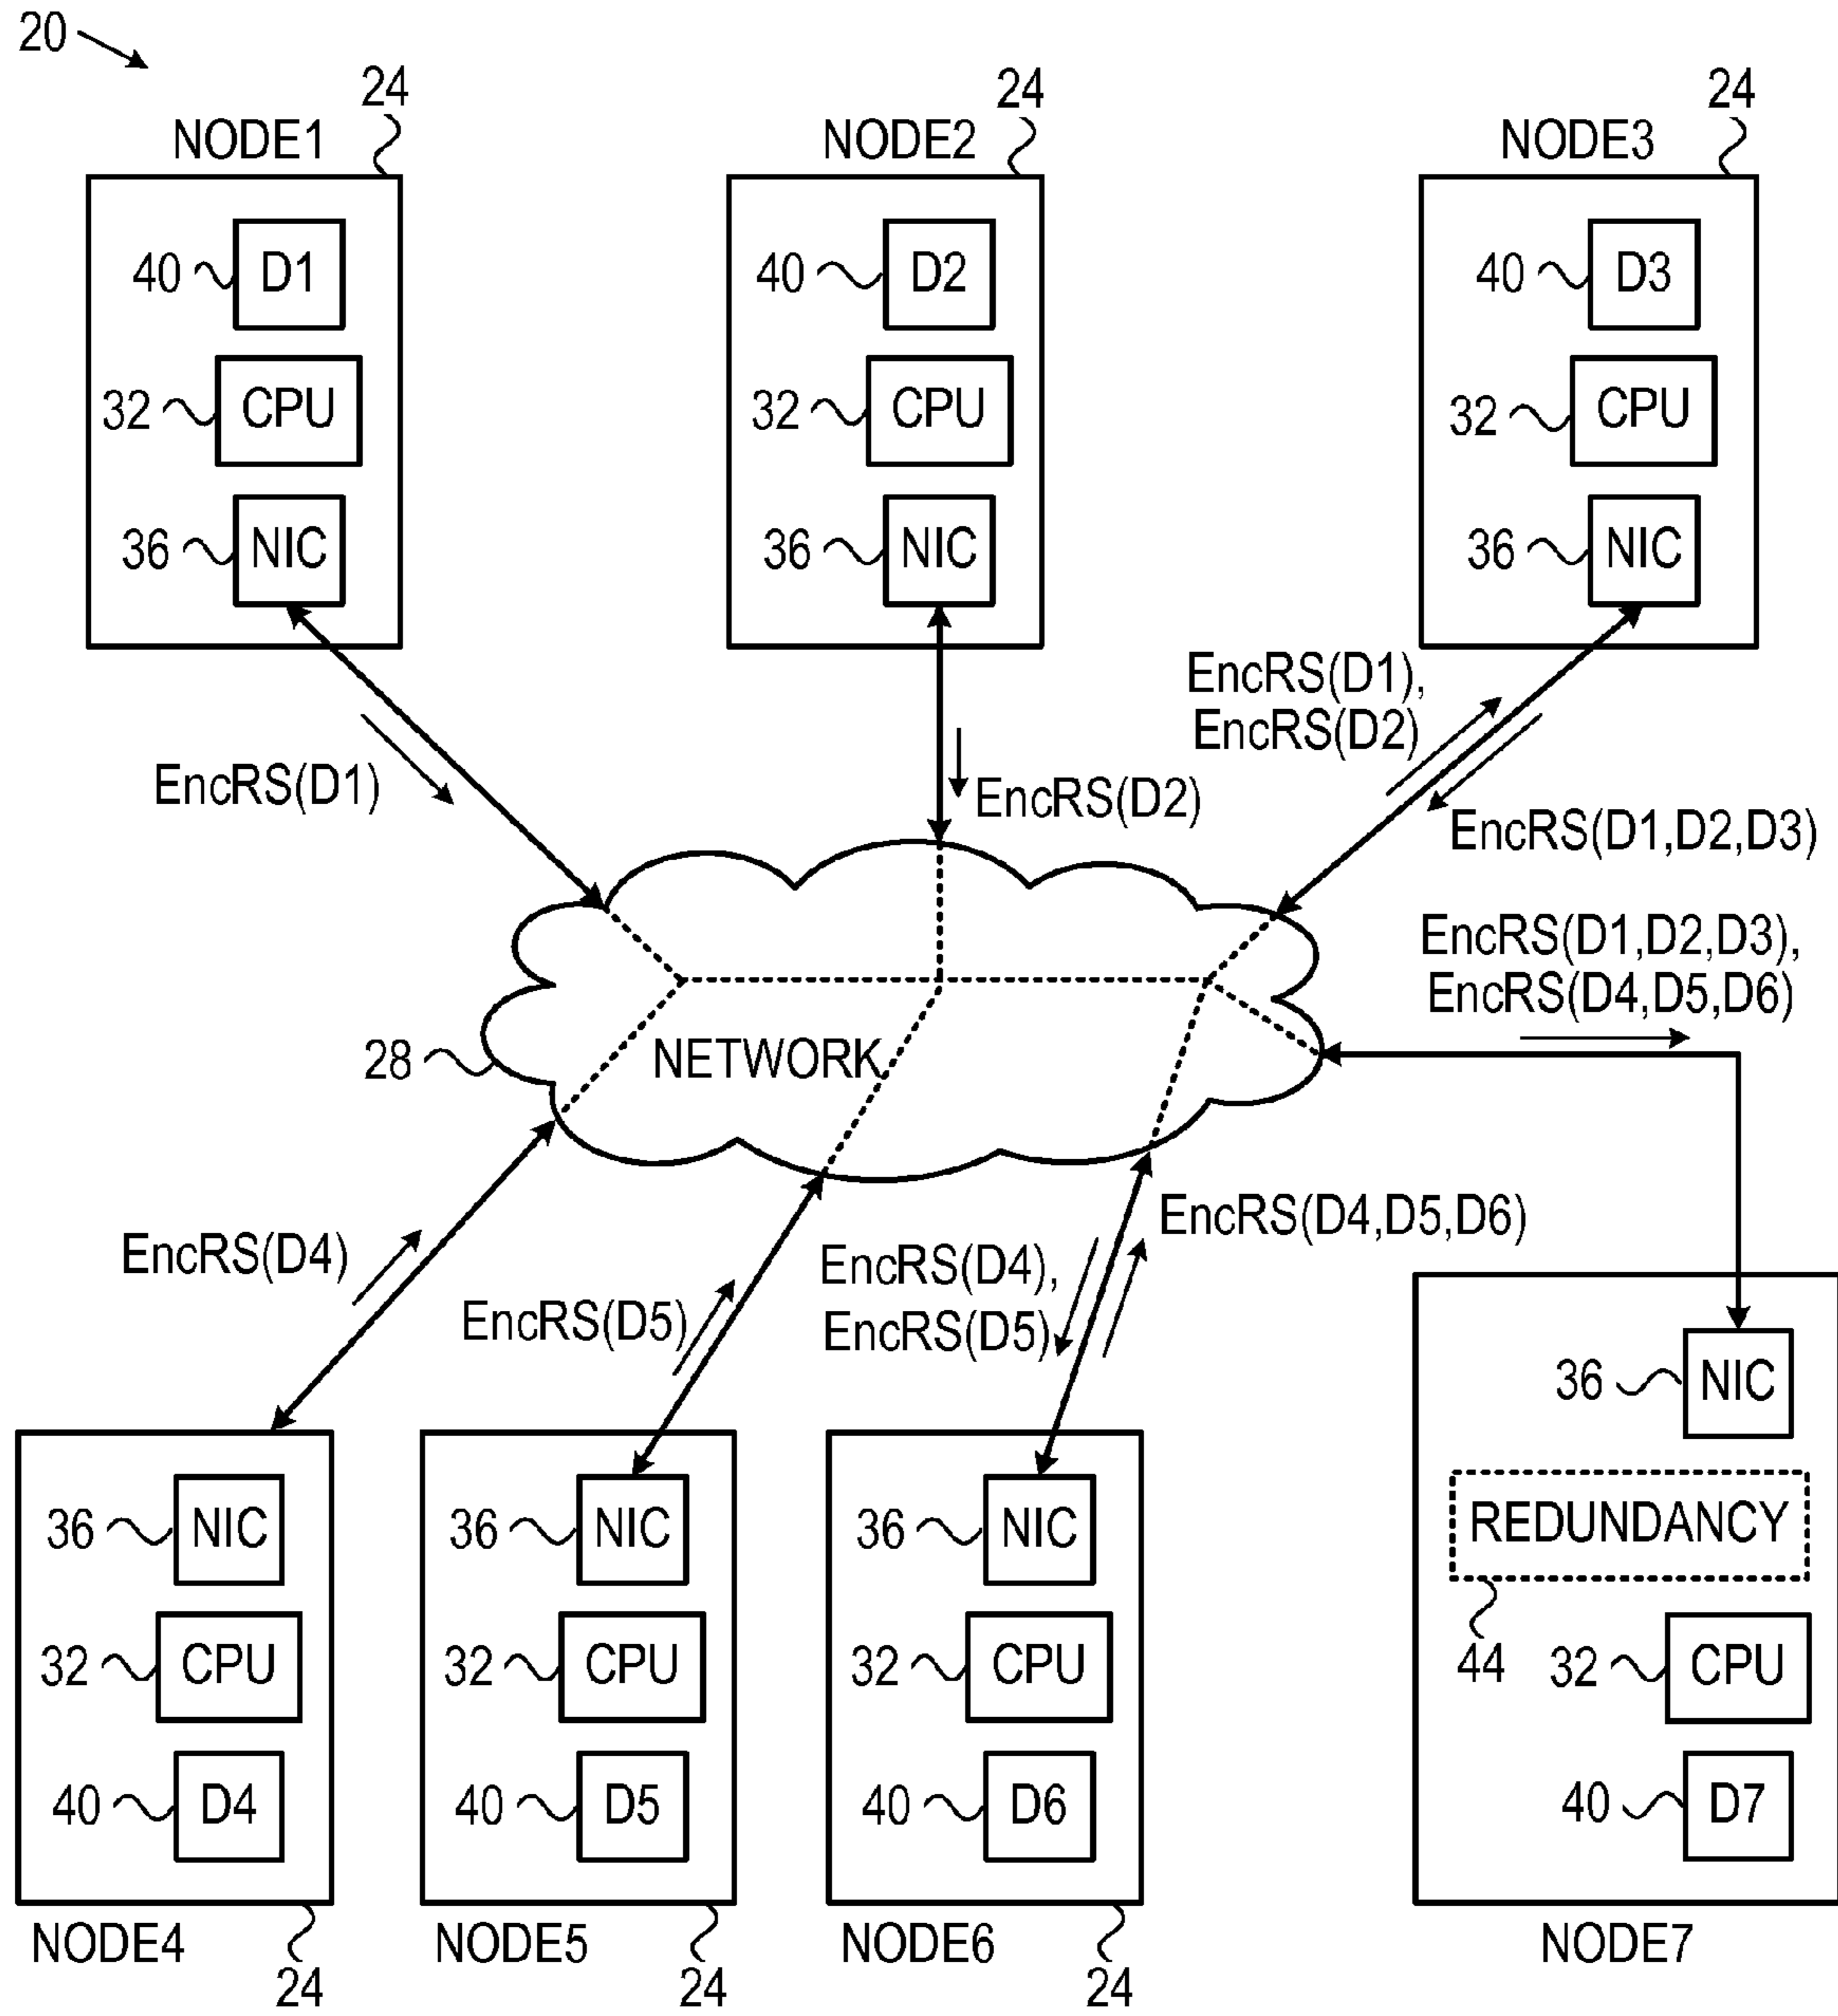 20
24
24
24
NODE1
NODE2
NODE3
40 D1
40 D2
40 D3
32 CPU
32 CPU
32 CPU
36 NIC
36 NIC
36 NIC
EncRS(D1)
EncRS(D2)
EncRS(D1),
EncRS(D2)
EncRS(D1,D2,D3)
EncRS(D1,D2,D3),
EncRS(D4,D5,D6)
28
NETWORK
EncRS(D4)
EncRS(D5)
EncRS(D4),
EncRS(D5)
EncRS(D4,D5,D6)
36 NIC
36 NIC
36 NIC
36 NIC
REDUNDANCY
44
32 CPU
32 CPU
32 CPU
32 CPU
40 D4
40 D5
40 D6
40 D7
NODE4
NODE5
NODE6
NODE7
24
24
24